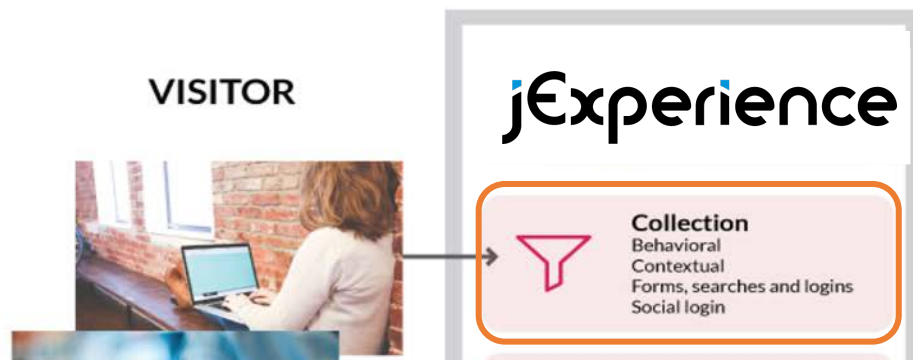 VISITOR
jExperience
Collection
Behavioral
Contextual
Forms, searches and logins
Social login